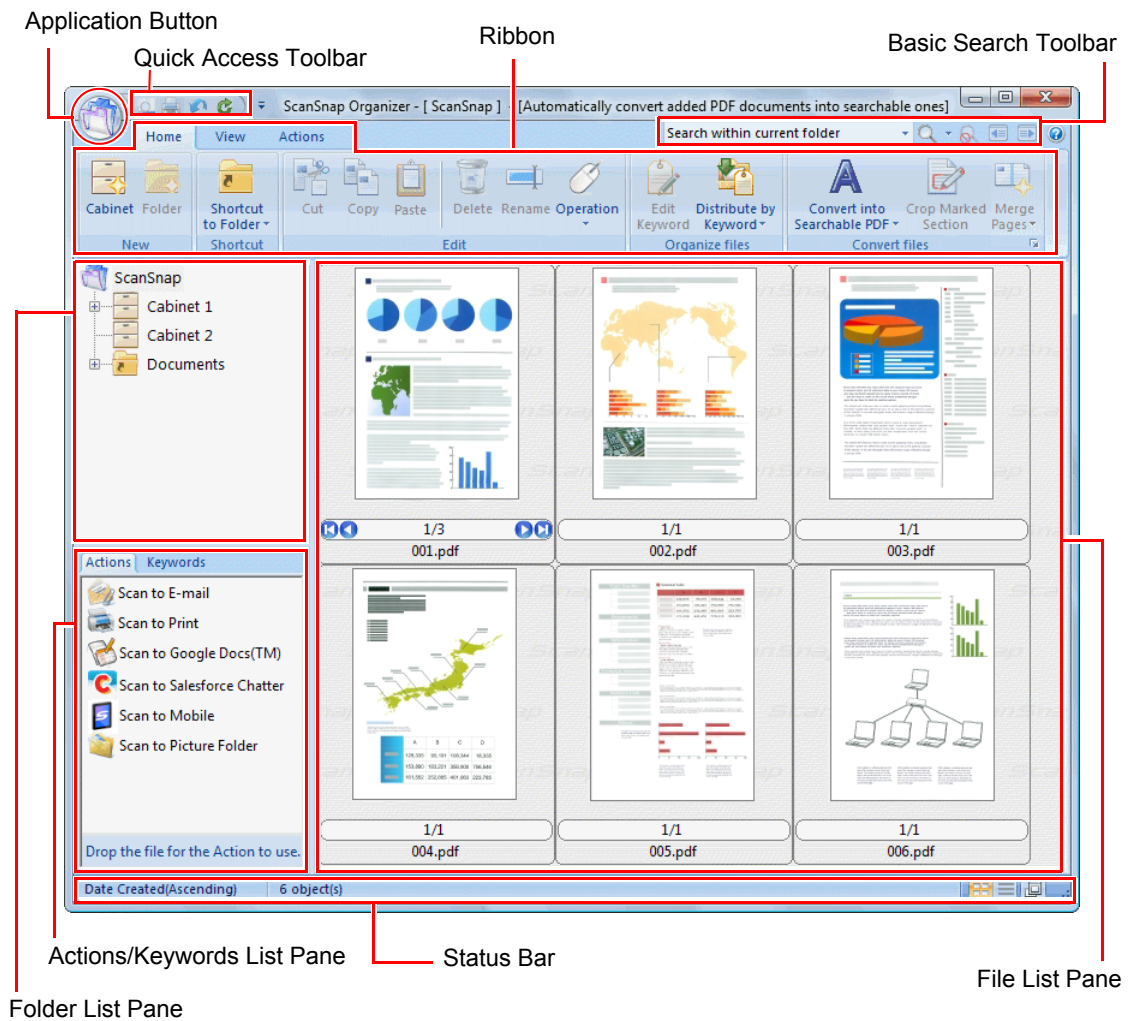 Application Button
Quick Access Toolbar
Ribbon
Basic Search Toolbar
ScanSnap Organizer - [ ScanSnap ] - [Automatically convert added PDF documents into searchable ones]
Home View Actions
Search within current folder
Cabinet Folder
New
Shortcut to Folder
Shortcut
Cut Copy Paste Delete Rename Operation
Edit
Edit Keyword
Distribute by Keyword
Organize files
Convert into Searchable PDF
Crop Marked Section
Merge Pages
Convert files
ScanSnap
Cabinet 1
Cabinet 2
Documents
1/3
001.pdf
1/1
002.pdf
1/1
003.pdf
Actions Keywords
Scan to E-mail
Scan to Print
Scan to Google Docs(TM)
Scan to Salesforce Chatter
Scan to Mobile
Scan to Picture Folder
Drop the file for the Action to use.
A B C D
1/1
004.pdf
1/1
005.pdf
1/1
006.pdf
Date Created(Ascending) 6 object(s)
Actions/Keywords List Pane
Status Bar
File List Pane
Folder List Pane